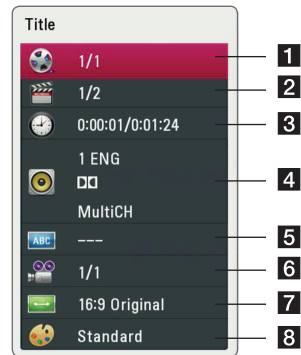 Title
1/1
1
1/2
2
0:00:01/0:01:24
3
1 ENG
MultiCH
4
ABC
---
5
1/1
6
16:9 Original
7
Standard
8